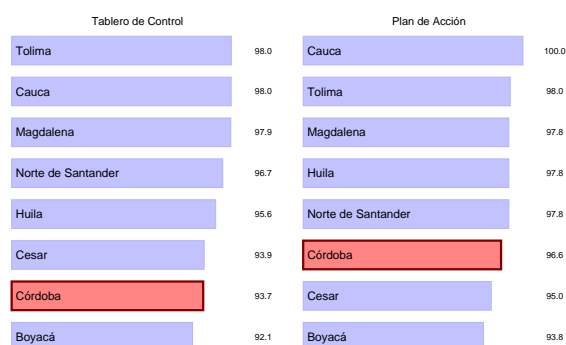 Tablero de Control
Tolima 98.0
Cauca 98.0
Magdalena 97.9
Norte de Santander 96.7
Huila 95.6
Cesar 93.9
Córdoba 93.7
Boyacá 92.1
Plan de Acción
Cauca 100.0
Tolima 98.0
Magdalena 97.8
Huila 97.8
Norte de Santander 97.8
Córdoba 96.6
Cesar 95.0
Boyacá 93.8